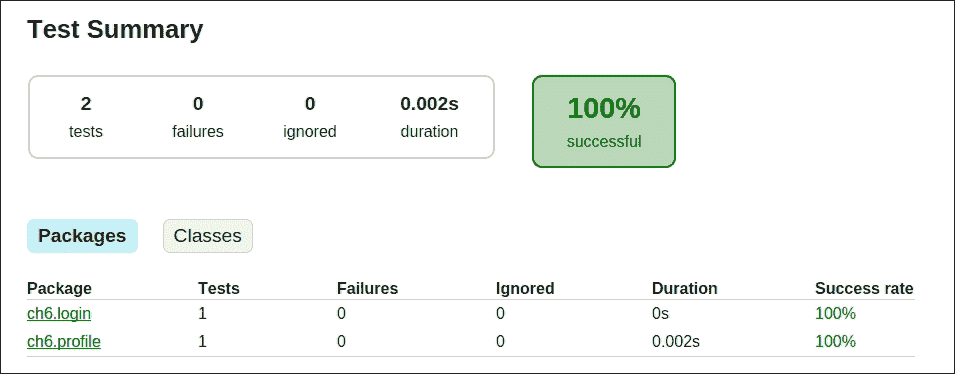 Test Summary
2 0 0 0.002s
tests failures ignored duration
100%
successful
Packages Classes
Package Tests Failures Ignored Duration Success rate
ch6.login 1 0 0 0s 100%
ch6.profile 1 0 0 0.002s 100%